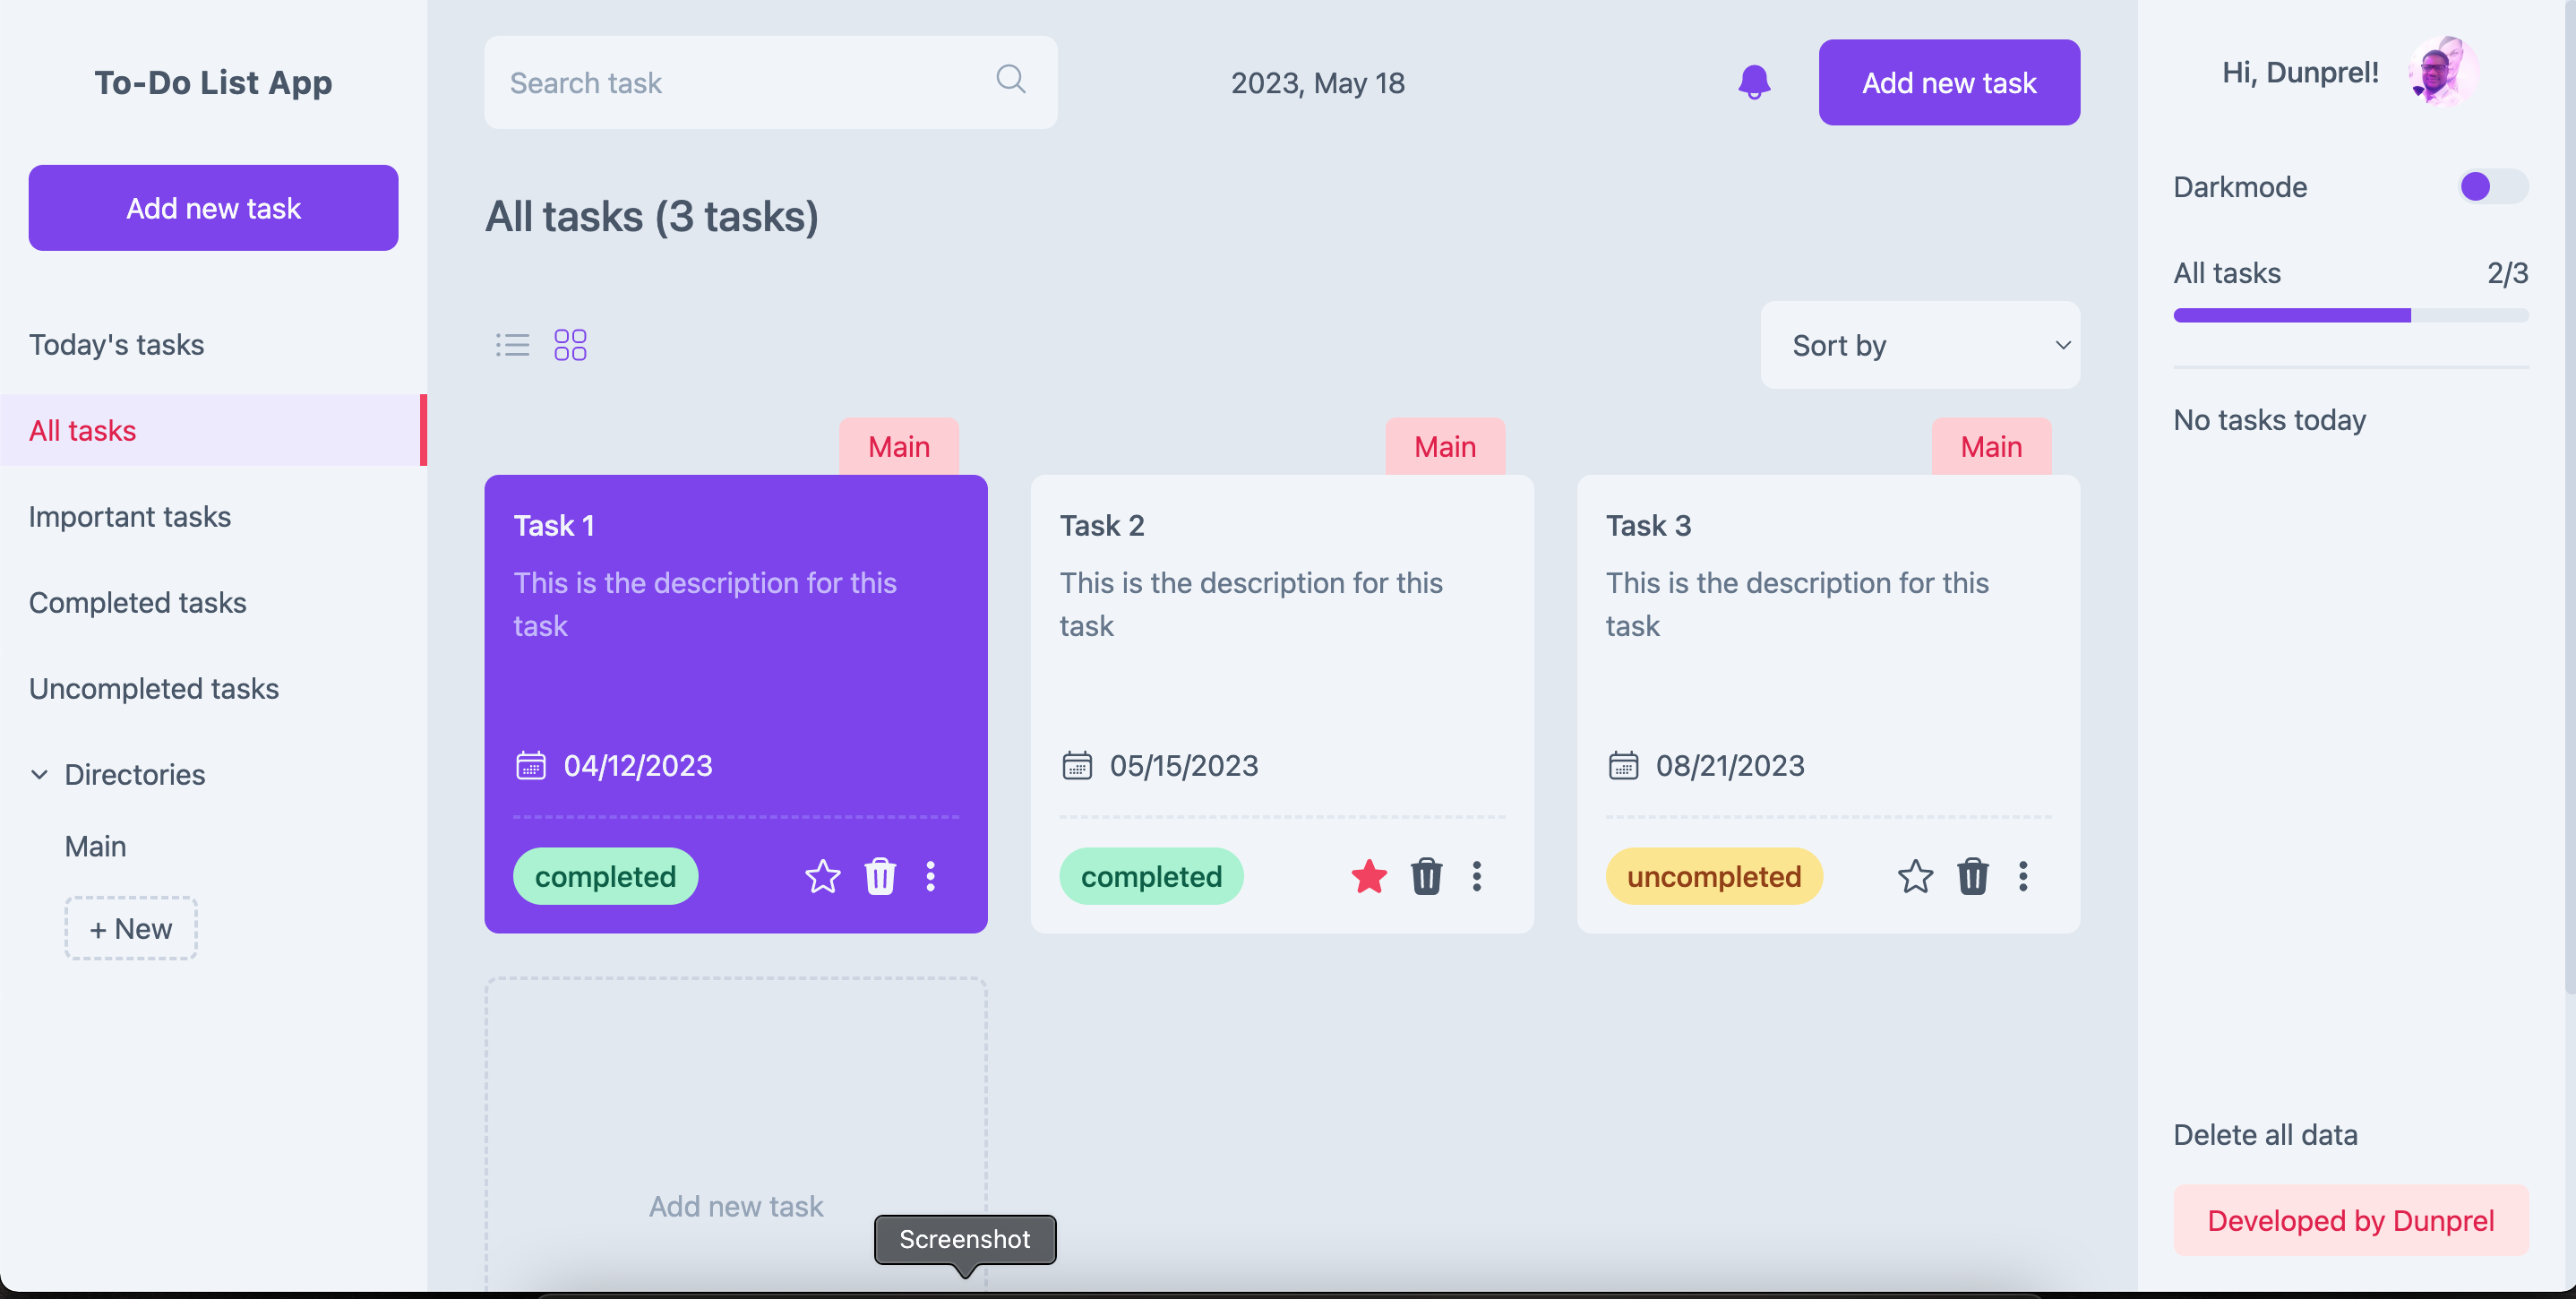 To-Do List App
Add new task
Today's tasks
All tasks
Important tasks
Completed tasks
Uncompleted tasks
Directories
Main
+ New
Search task
2023, May 18
Add new task
All tasks (3 tasks)
Sort by
Main
Task 1
This is the description for this
task
04/12/2023
completed
Main
Task 2
This is the description for this
task
05/15/2023
completed
Main
Task 3
This is the description for this
task
08/21/2023
uncompleted
Add new task
Screenshot
Hi, Dunprel!
Darkmode
All tasks 2/3
No tasks today
Delete all data
Developed by Dunprel